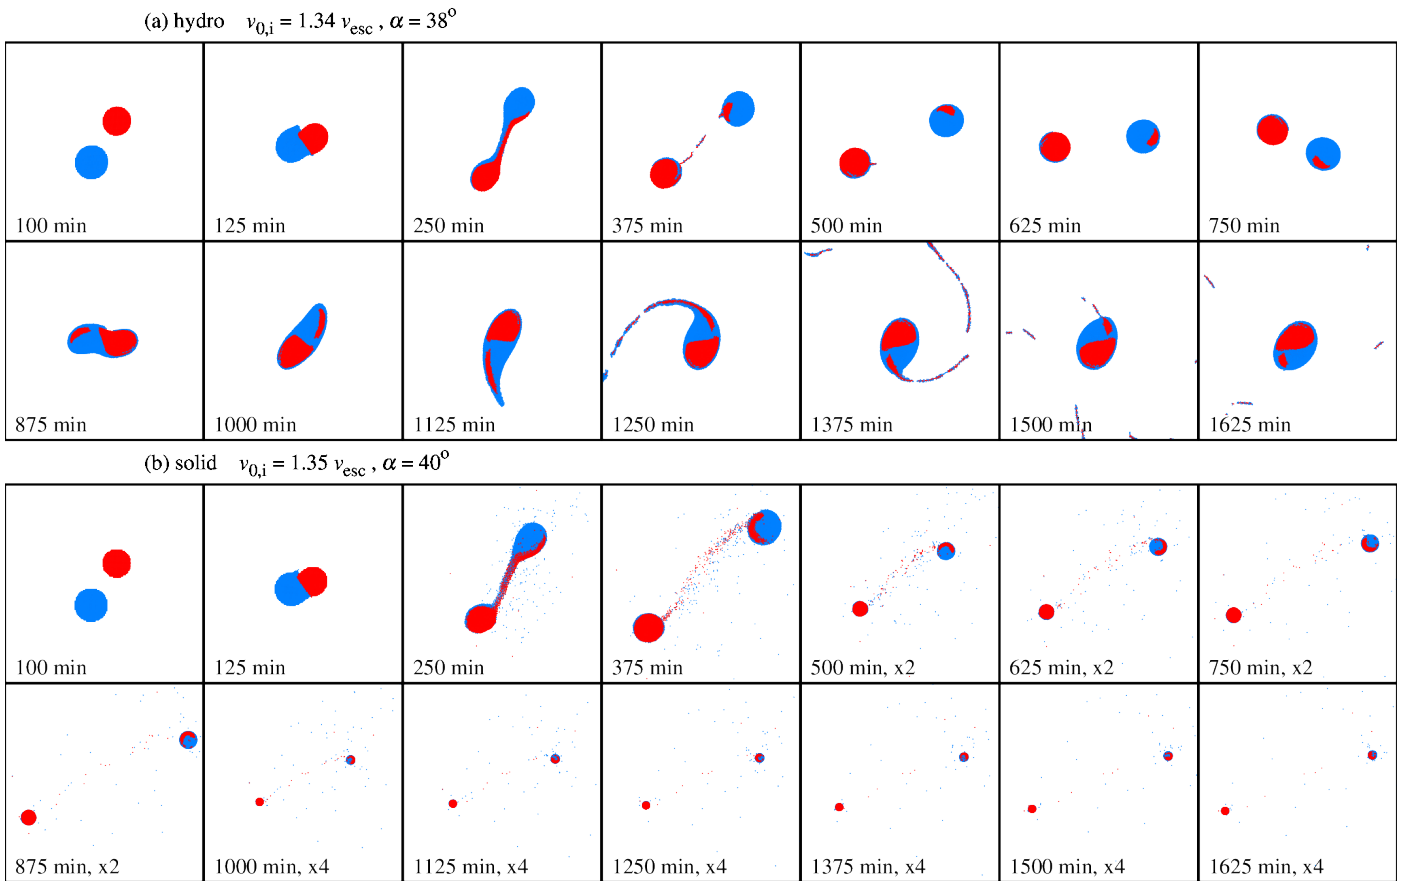 (a) hydro v0,i = 1.34 vesc , α = 38o
100 min
125 min
250 min
375 min
500 min
625 min
750 min
875 min
1000 min
1125 min
1250 min
1375 min
1500 min
1625 min
(b) solid v0,i = 1.35 vesc , α = 40o
100 min
125 min
250 min
375 min
500 min, x2
625 min, x2
750 min, x2
875 min, x2
1000 min, x4
1125 min, x4
1250 min, x4
1375 min, x4
1500 min, x4
1625 min, x4